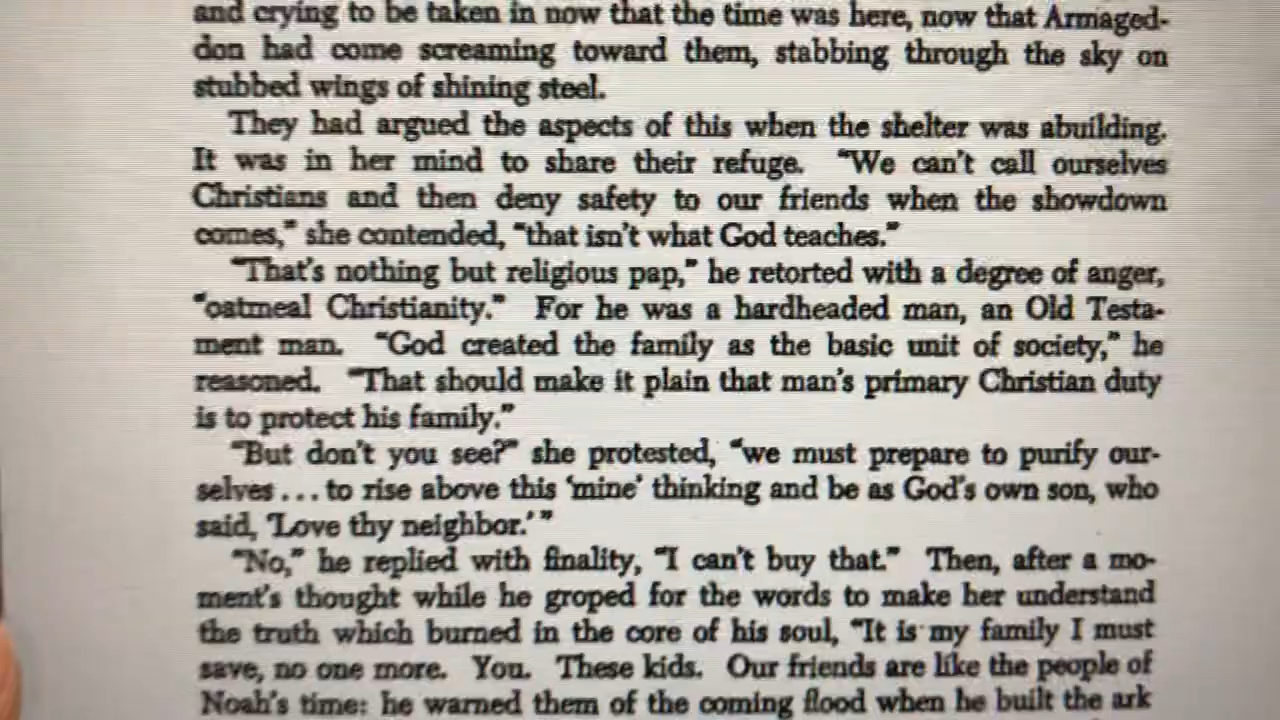 and crying to be taken in now that the time was here, now that Armaged-
don had come screaming toward them, stabbing through the sky on
stubbed wings of shining steel.
They had argued the aspects of this when the shelter was abuilding.
It was in her mind to share their refuge. "We can't call ourselves
Christians and then deny safety to our friends when the showdown
comes," she contended, "that isn't what God teaches."
"That's nothing but religious pap," he retorted with a degree of anger,
"oatmeal Christianity." For he was a hardheaded man, an Old Testa-
ment man. "God created the family as the basic unit of society," he
reasoned. "That should make it plain that man's primary Christian duty
is to protect his family."
"But don't you see?" she protested, "we must prepare to purify our-
selves...to rise above this 'mine' thinking and be as God's own son, who
said, 'Love thy neighbor.'"
"No," he replied with finality, "I can't buy that." Then, after a mo-
ment's thought while he groped for the words to make her understand
the truth which burned in the core of his soul, "It is my family I must
save, no one more. You. These kids. Our friends are like the people of
Noah's time: he warned them of the coming flood when he built the ark